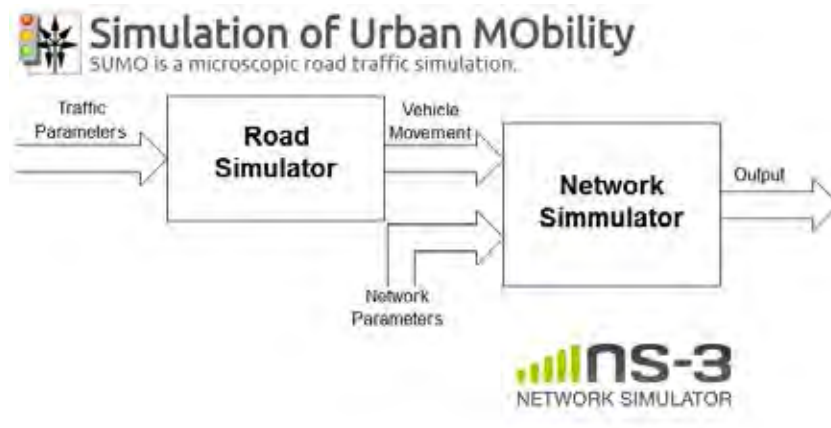 Simulation of Urban MObility
SUMO is a microscopic road traffic simulation.
Traffic
Parameters
Road
Simulator
Vehicle
Movement
Network
Simmulator
Output
Network
Parameters
ns-3
NETWORK SIMULATOR